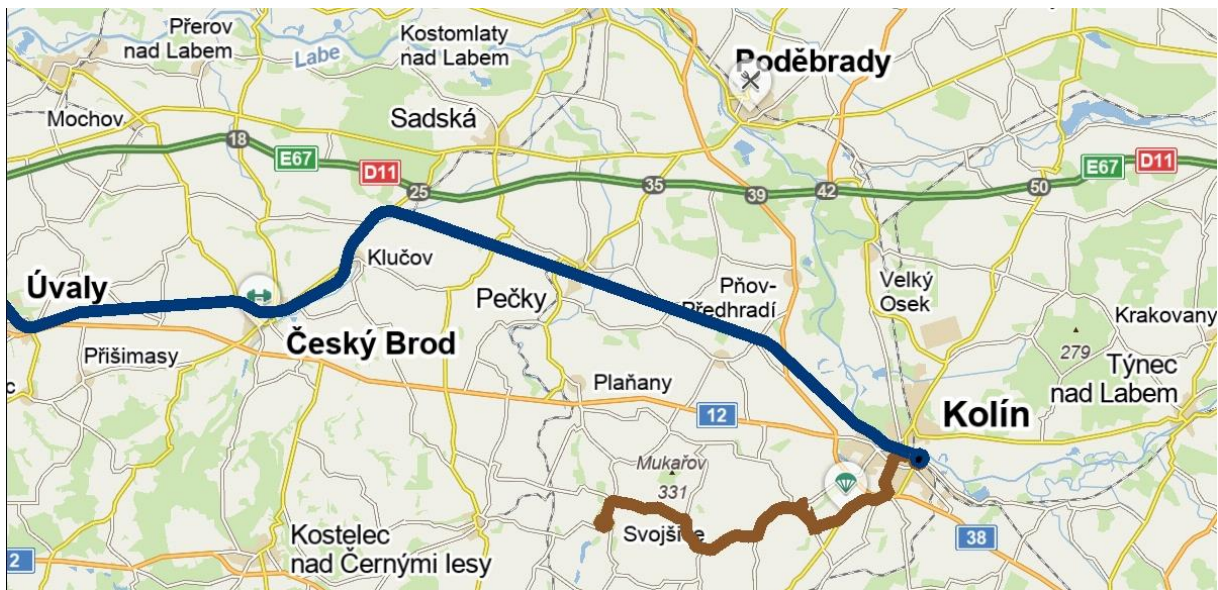 Přerov
nad Labem
Labe
Kostomlaty
nad Labem
Poděbrady
Mochov
Sadská
18
E67
D11
25
35
39
42
50
E67
D11
Klučov
Úvaly
Pečky
Pňov-
Předhradí
Velký
Osek
Krakovany
Český Brod
Přišimasy
279
Týnec
nad Labem
Plaňany
c
12
Kolín
Mukařov
331
Svojšice
Kostelec
nad Černými lesy
2
38